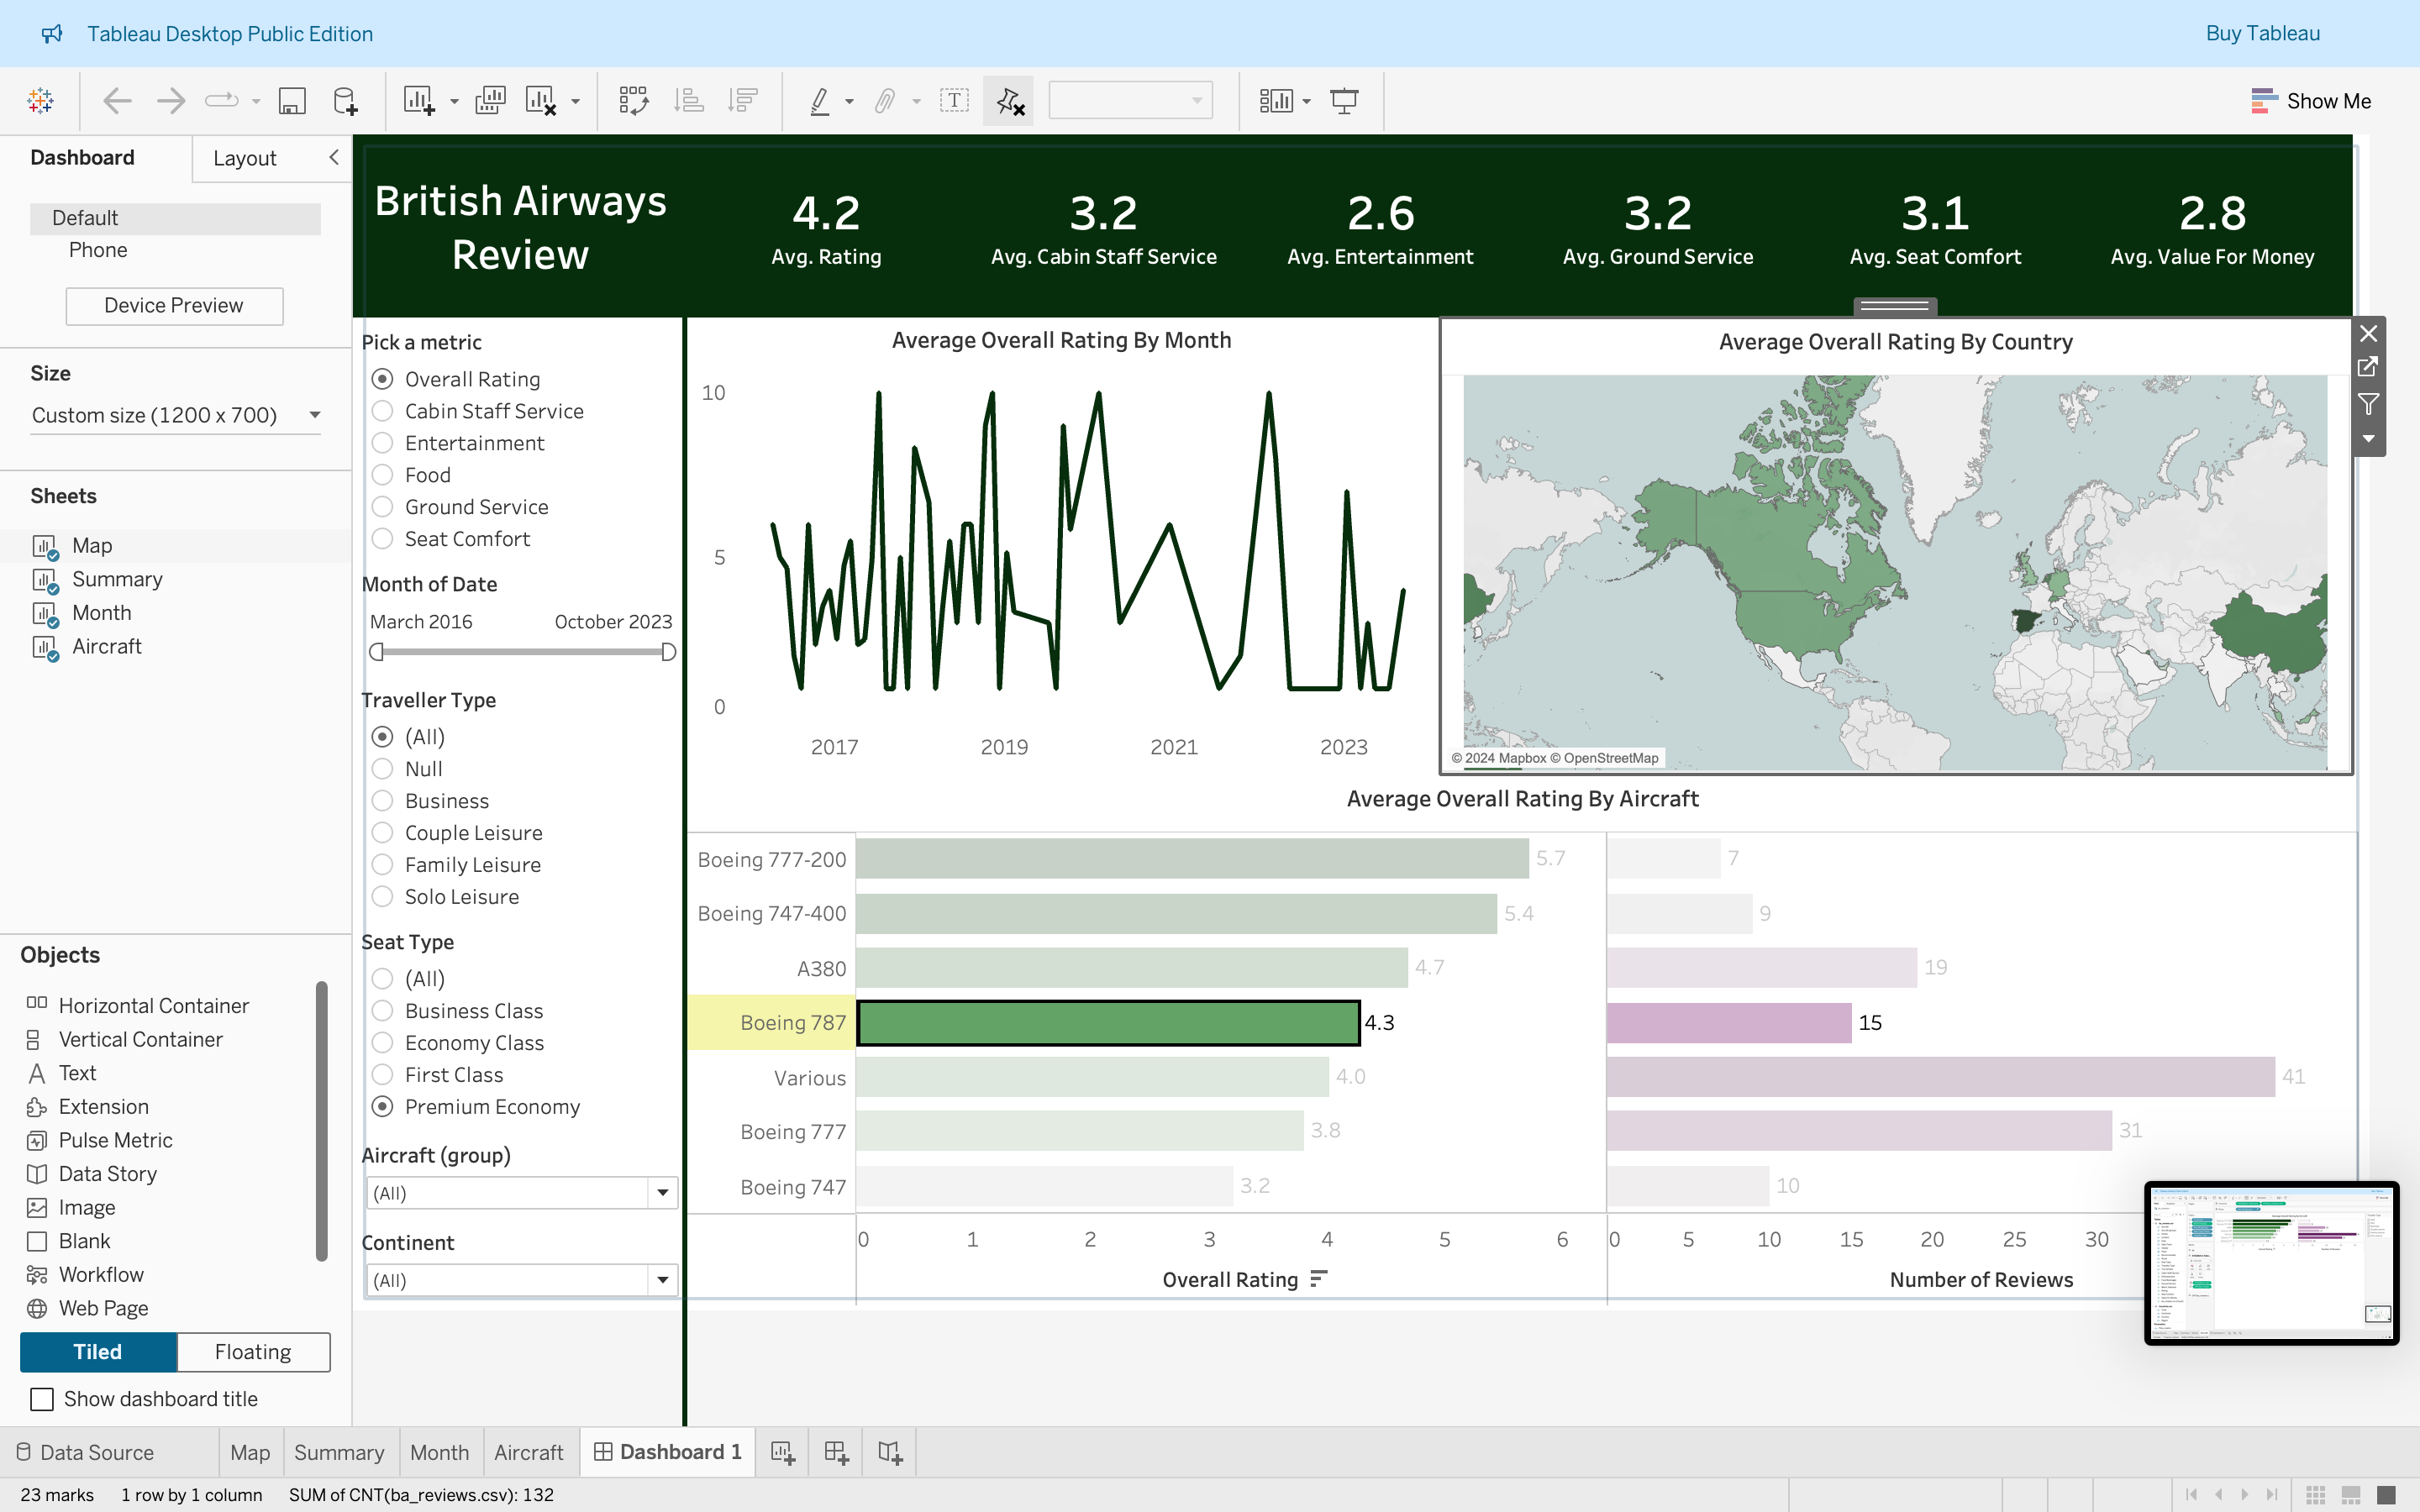 Tableau Desktop Public Edition
Buy Tableau
Show Me
Dashboard
Layout
Default
Phone
Device Preview
Size
Custom size (1200 x 700)
Sheets
Map
Summary
Month
Aircraft
Objects
Horizontal Container
Vertical Container
Text
Extension
Pulse Metric
Data Story
Image
Blank
Workflow
Web Page
Tiled
Floating
Show dashboard title
British Airways
Review
4.2
Avg. Rating
3.2
Avg. Cabin Staff Service
2.6
Avg. Entertainment
3.2
Avg. Ground Service
3.1
Avg. Seat Comfort
2.8
Avg. Value For Money
Pick a metric
Overall Rating
Cabin Staff Service
Entertainment
Food
Ground Service
Seat Comfort
Month of Date
March 2016
October 2023
Traveller Type
(All)
Null
Business
Couple Leisure
Family Leisure
Solo Leisure
Seat Type
(All)
Business Class
Economy Class
First Class
Premium Economy
Aircraft (group)
(All)
Continent
(All)
Average Overall Rating By Month
10
5
0
2017
2019
2021
2023
Average Overall Rating By Country
© 2024 Mapbox © OpenStreetMap
Average Overall Rating By Aircraft
Boeing 777-200
5.7
7
Boeing 747-400
5.4
9
A380
4.7
19
Boeing 787
4.3
15
Various
4.0
41
Boeing 777
3.8
31
Boeing 747
3.2
10
0
1
2
3
4
5
6
0
5
10
15
20
25
30
Overall Rating
Number of Reviews
Data Source
Map
Summary
Month
Aircraft
Dashboard 1
23 marks
1 row by 1 column
SUM of CNT(ba_reviews.csv): 132